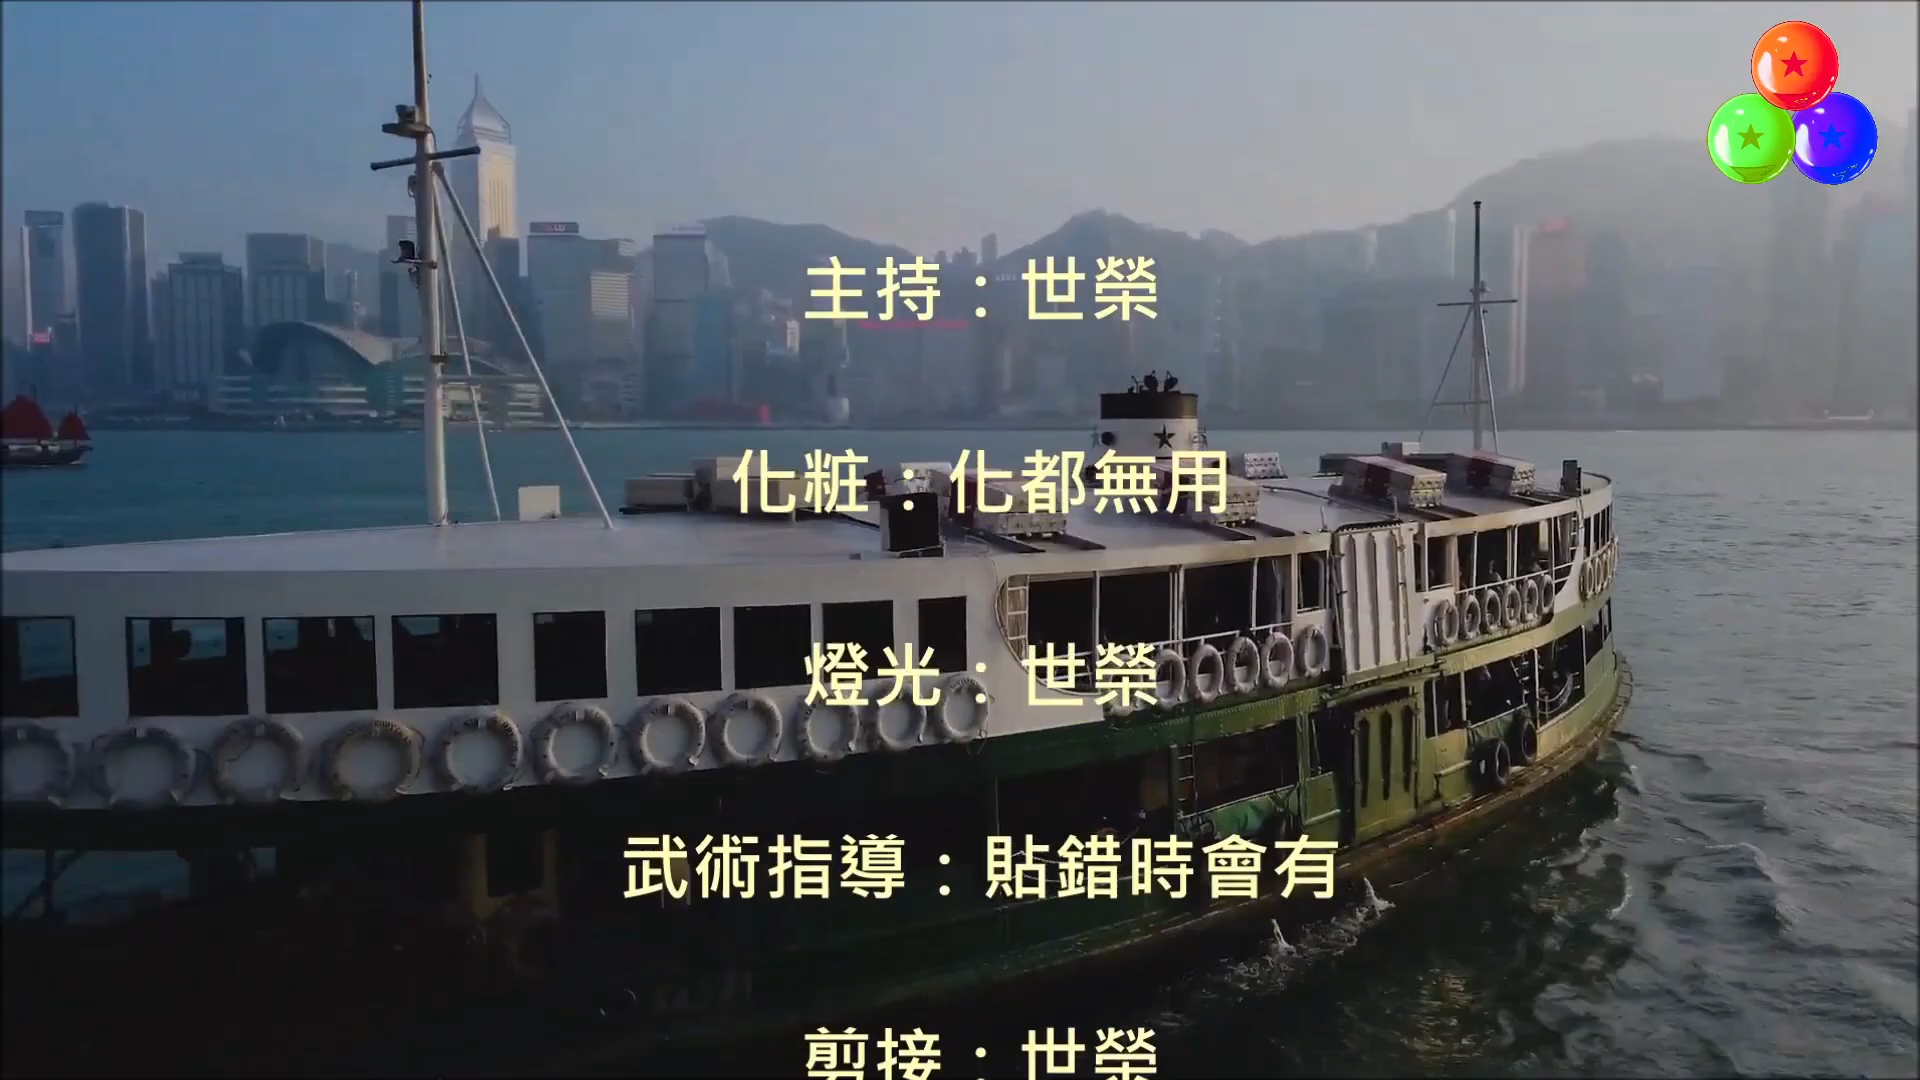 主持：世榮
化粧：化都無用
燈光：世榮
武術指導：貼錯時會有
剪接：世榮